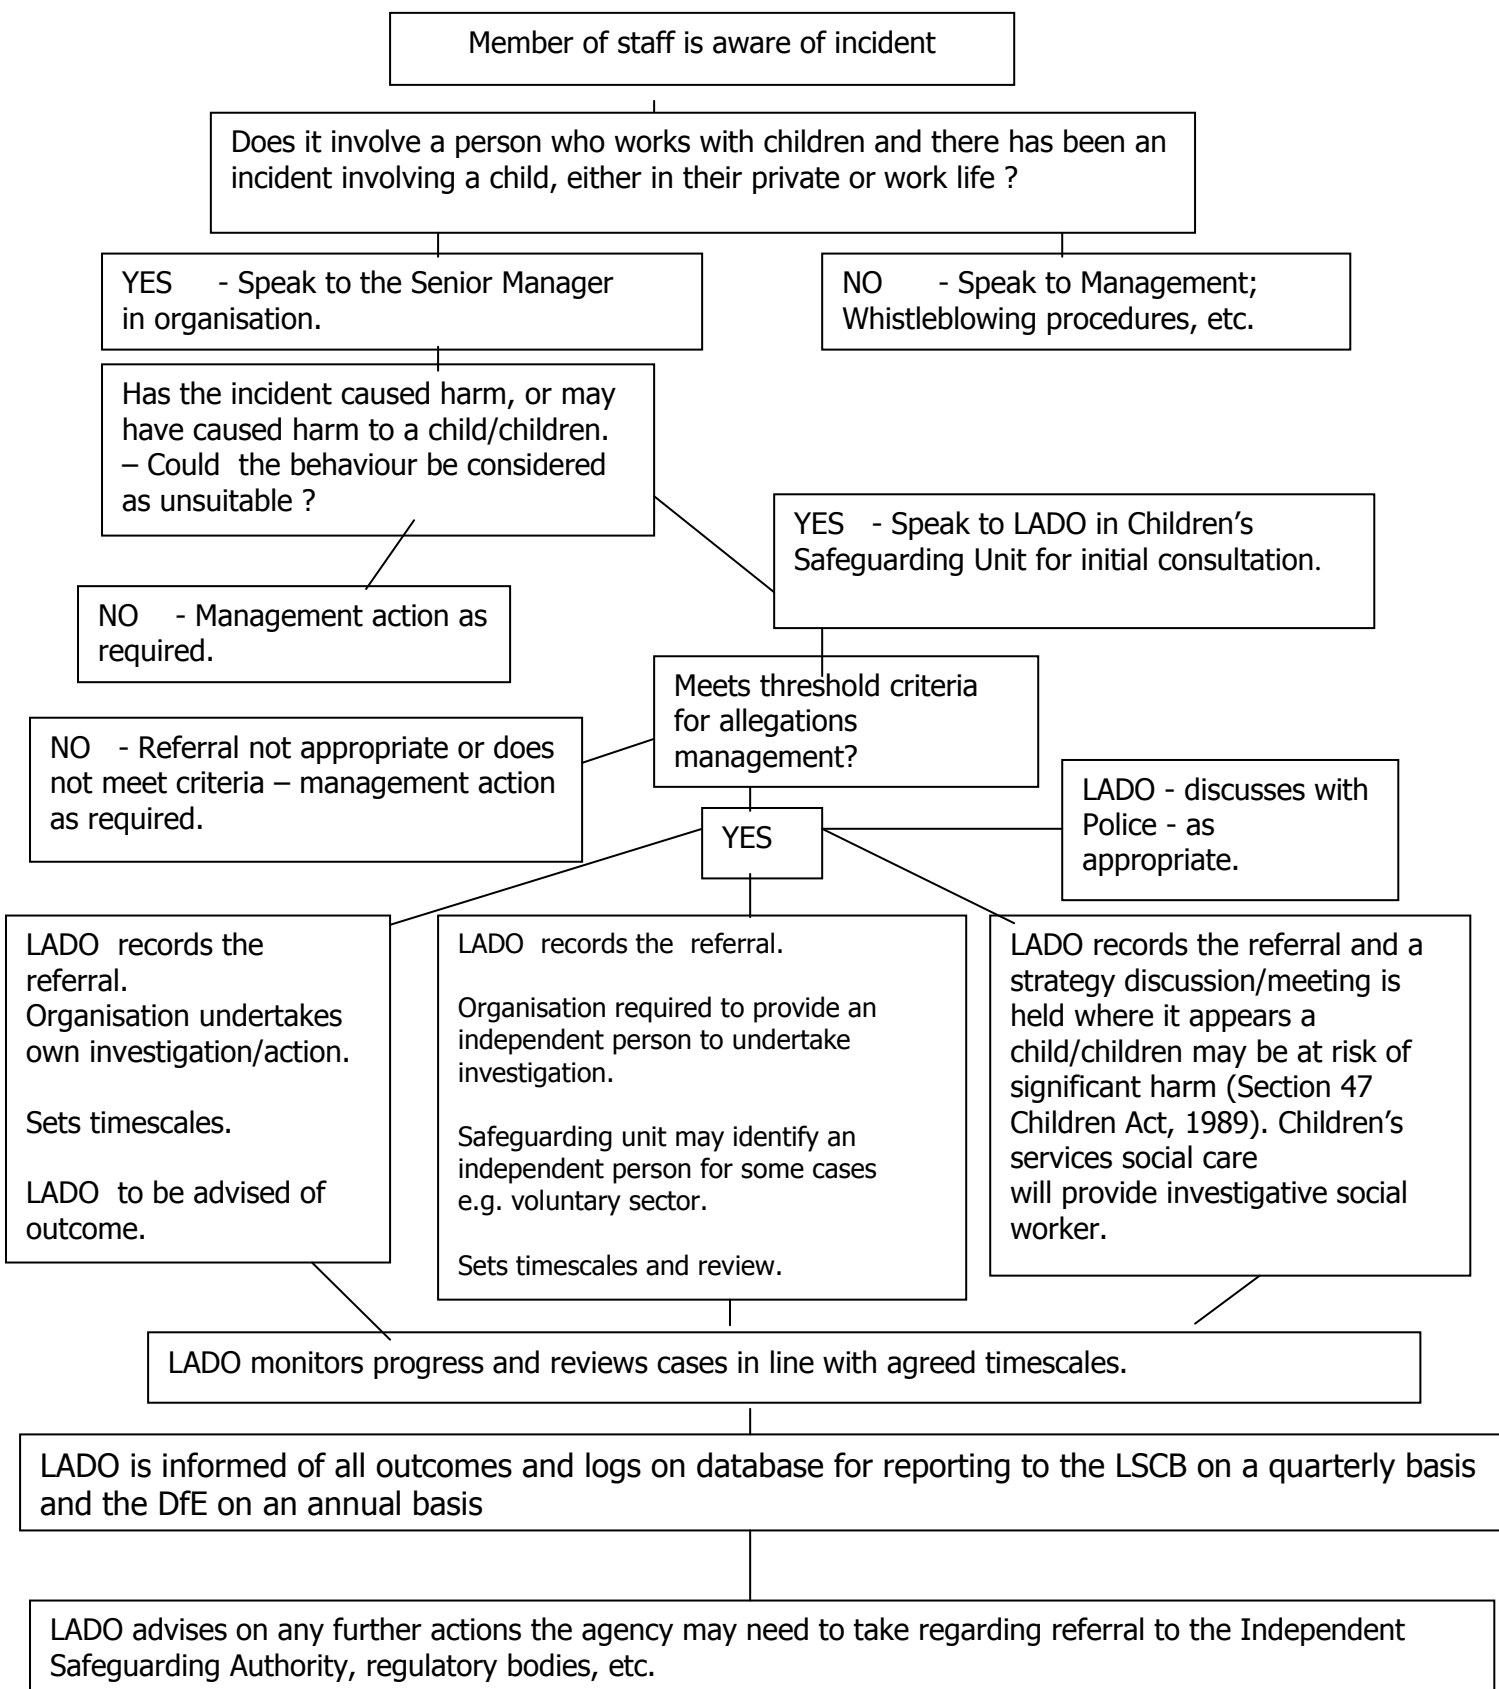 Member of staff is aware of incident
Does it involve a person who works with children and there has been an
incident involving a child, either in their private or work life ?
YES - Speak to the Senior Manager
in organisation.
NO - Speak to Management;
Whistleblowing procedures, etc.
Has the incident caused harm, or may
have caused harm to a child/children.
– Could the behaviour be considered
as unsuitable ?
YES - Speak to LADO in Children’s
Safeguarding Unit for initial consultation.
NO - Management action as
required.
Meets threshold criteria
for allegations
management?
NO - Referral not appropriate or does
not meet criteria – management action
as required.
YES
LADO - discusses with
Police - as
appropriate.
LADO records the
referral.
Organisation undertakes
own investigation/action.
Sets timescales.
LADO to be advised of
outcome.
LADO records the referral.
Organisation required to provide an
independent person to undertake
investigation.
Safeguarding unit may identify an
independent person for some cases
e.g. voluntary sector.
Sets timescales and review.
LADO records the referral and a
strategy discussion/meeting is
held where it appears a
child/children may be at risk of
significant harm (Section 47
Children Act, 1989). Children’s
services social care
will provide investigative social
worker.
LADO monitors progress and reviews cases in line with agreed timescales.
LADO is informed of all outcomes and logs on database for reporting to the LSCB on a quarterly basis
and the DfE on an annual basis
LADO advises on any further actions the agency may need to take regarding referral to the Independent
Safeguarding Authority, regulatory bodies, etc.